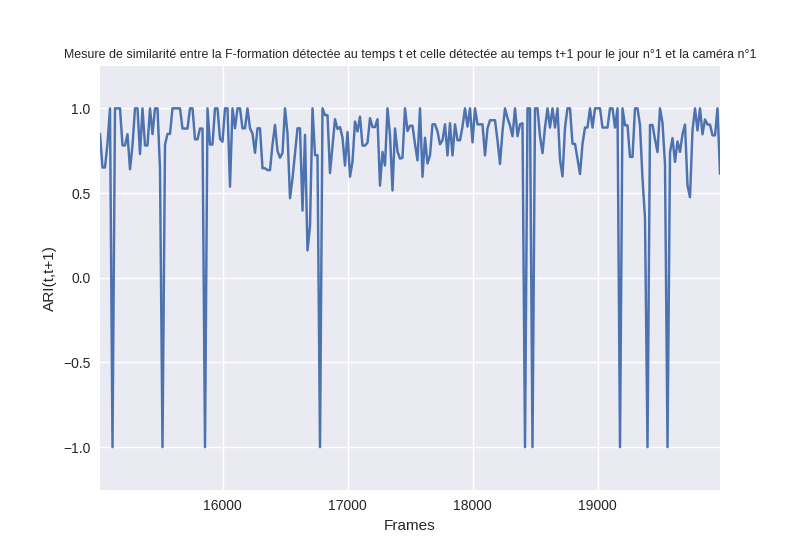 Mesure de similarité entre la F-formation détectée au temps t et celle détectée au temps t+1 pour le jour n°1 et la caméra n°1
1.0
0.5
0.0
−0.5
−1.0
ARI(t,t+1)
16000 17000 18000 19000
Frames